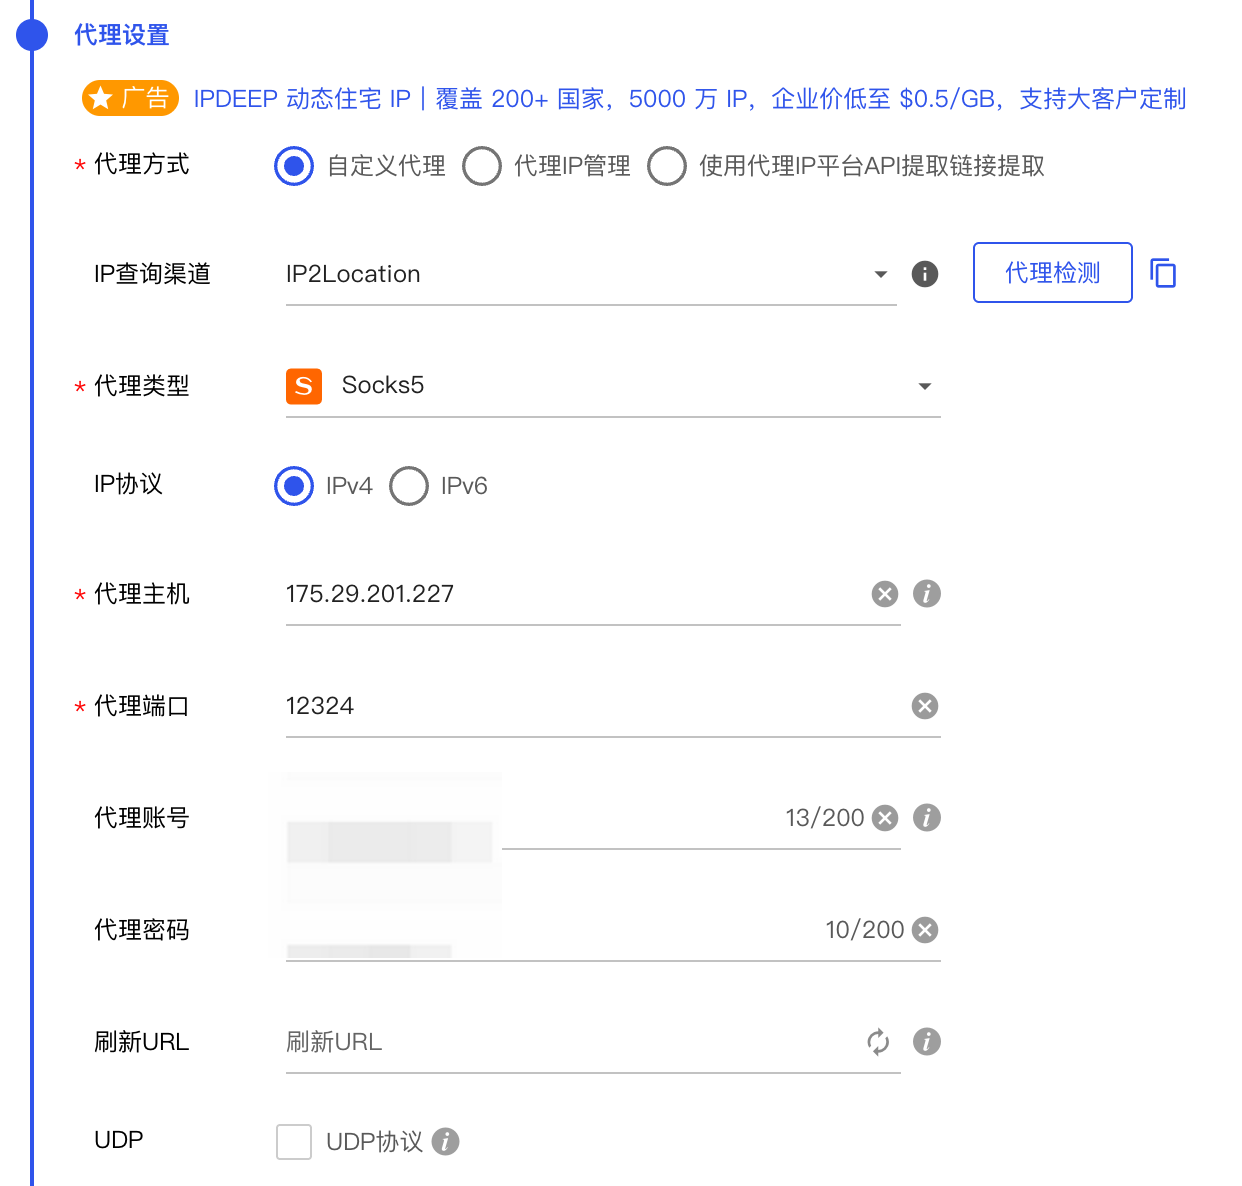 代理设置
广告 IPDEEP 动态住宅 IP｜覆盖 200+ 国家，5000 万 IP，企业价低至 $0.5/GB，支持大客户定制
* 代理方式 自定义代理 代理IP管理 使用代理IP平台API提取链接提取
IP查询渠道 IP2Location 代理检测
* 代理类型 S Socks5
IP协议 IPv4 IPv6
* 代理主机 175.29.201.227
* 代理端口 12324
代理账号 13/200
代理密码 10/200
刷新URL 刷新URL
UDP UDP协议